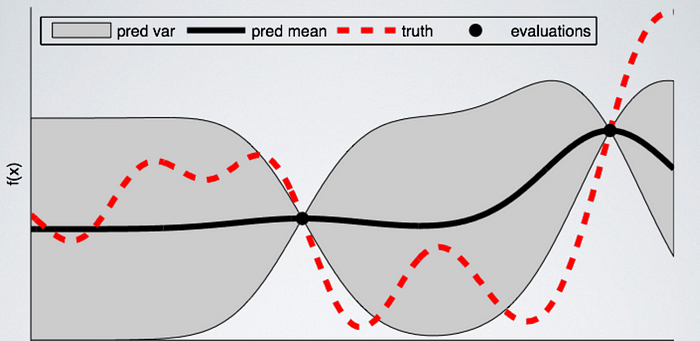 pred var pred mean truth evaluations
f(x)